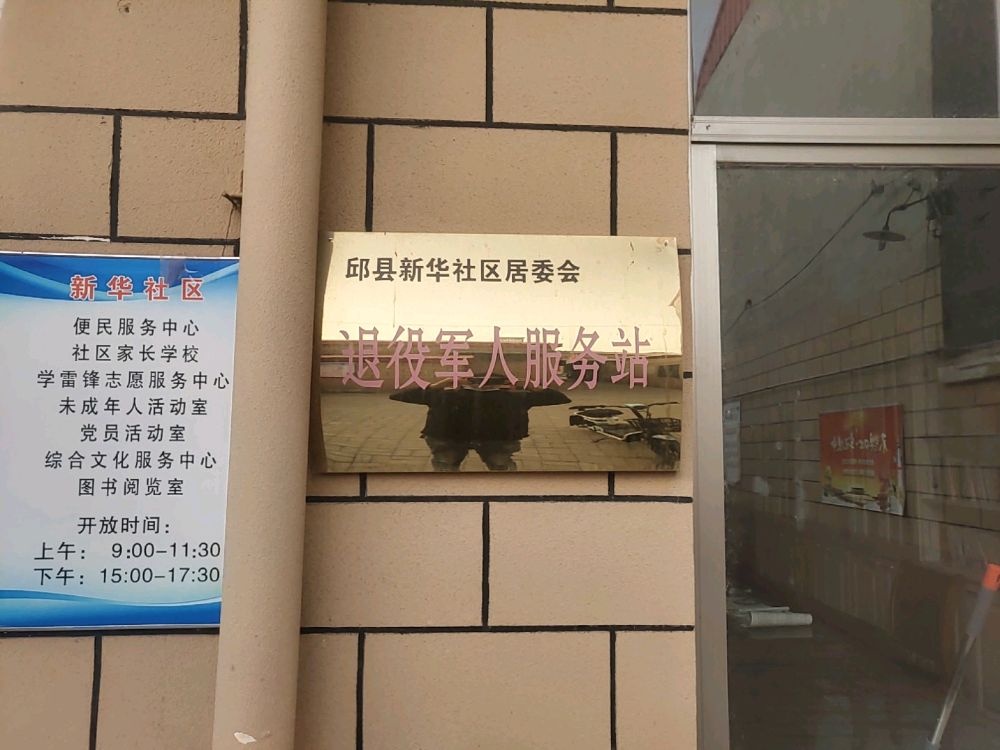 新华社区
便民服务中心
社区家长学校
学雷锋志愿服务中心
未成年人活动室
党员活动室
综合文化服务中心
图书阅览室
开放时间：
上午： 9:00-11:30
下午：15:00-17:30
邱县新华社区居委会
退役军人服务站